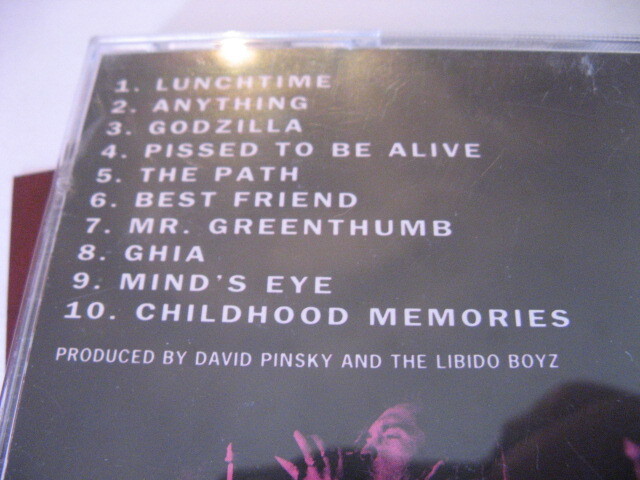 1. LUNCHTIME
2. ANYTHING
3. GODZILLA
4. PISSED TO BE ALIVE
5. THE PATH
6. BEST FRIEND
7. MR. GREENTHUMB
8. GHIA
9. MIND'S EYE
10. CHILDHOOD MEMORIES
PRODUCED BY DAVID PINSKY AND THE LIBIDO BOYZ